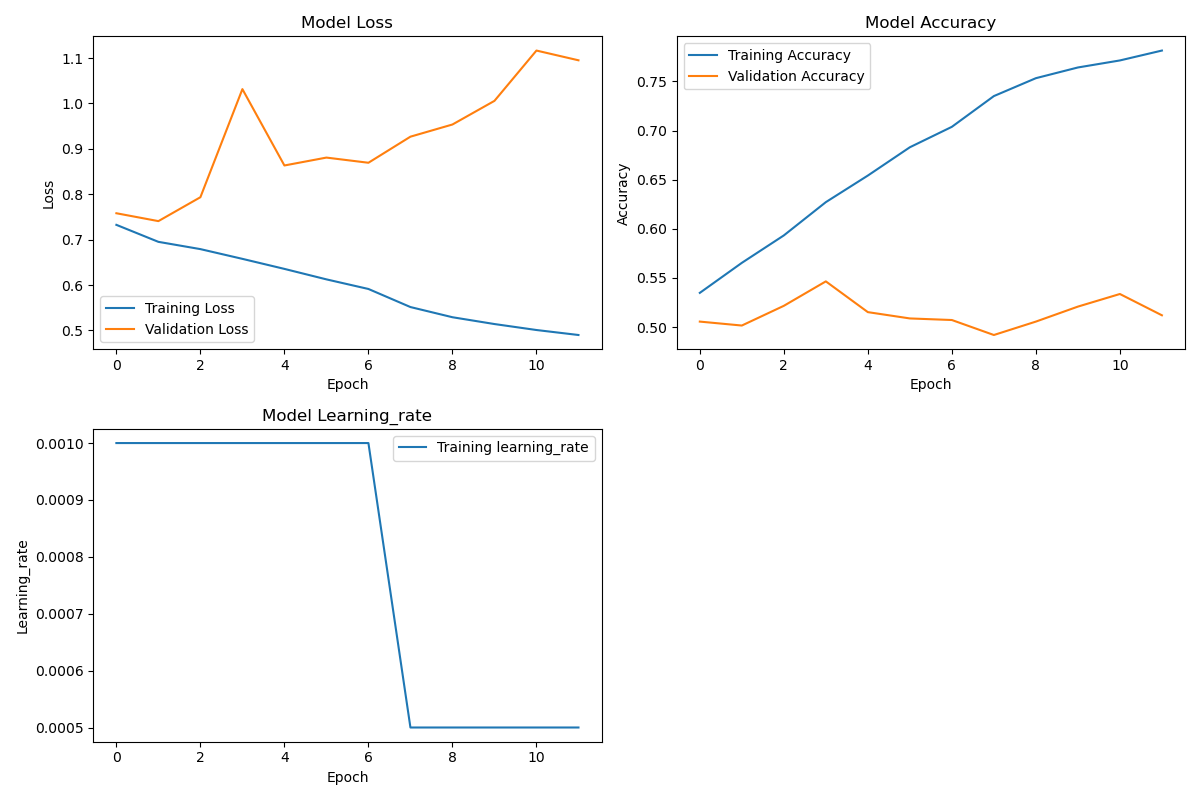 Model Loss
1.1
1.0
0.9
0.8
0.7
0.6
0.5
Loss
Training Loss
Validation Loss
0 2 4 6 8 10
Epoch
Model Accuracy
Training Accuracy
Validation Accuracy
0.75
0.70
0.65
0.60
0.55
0.50
Accuracy
0 2 4 6 8 10
Epoch
Model Learning_rate
Training learning_rate
0.0010
0.0009
0.0008
0.0007
0.0006
0.0005
Learning_rate
0 2 4 6 8 10
Epoch